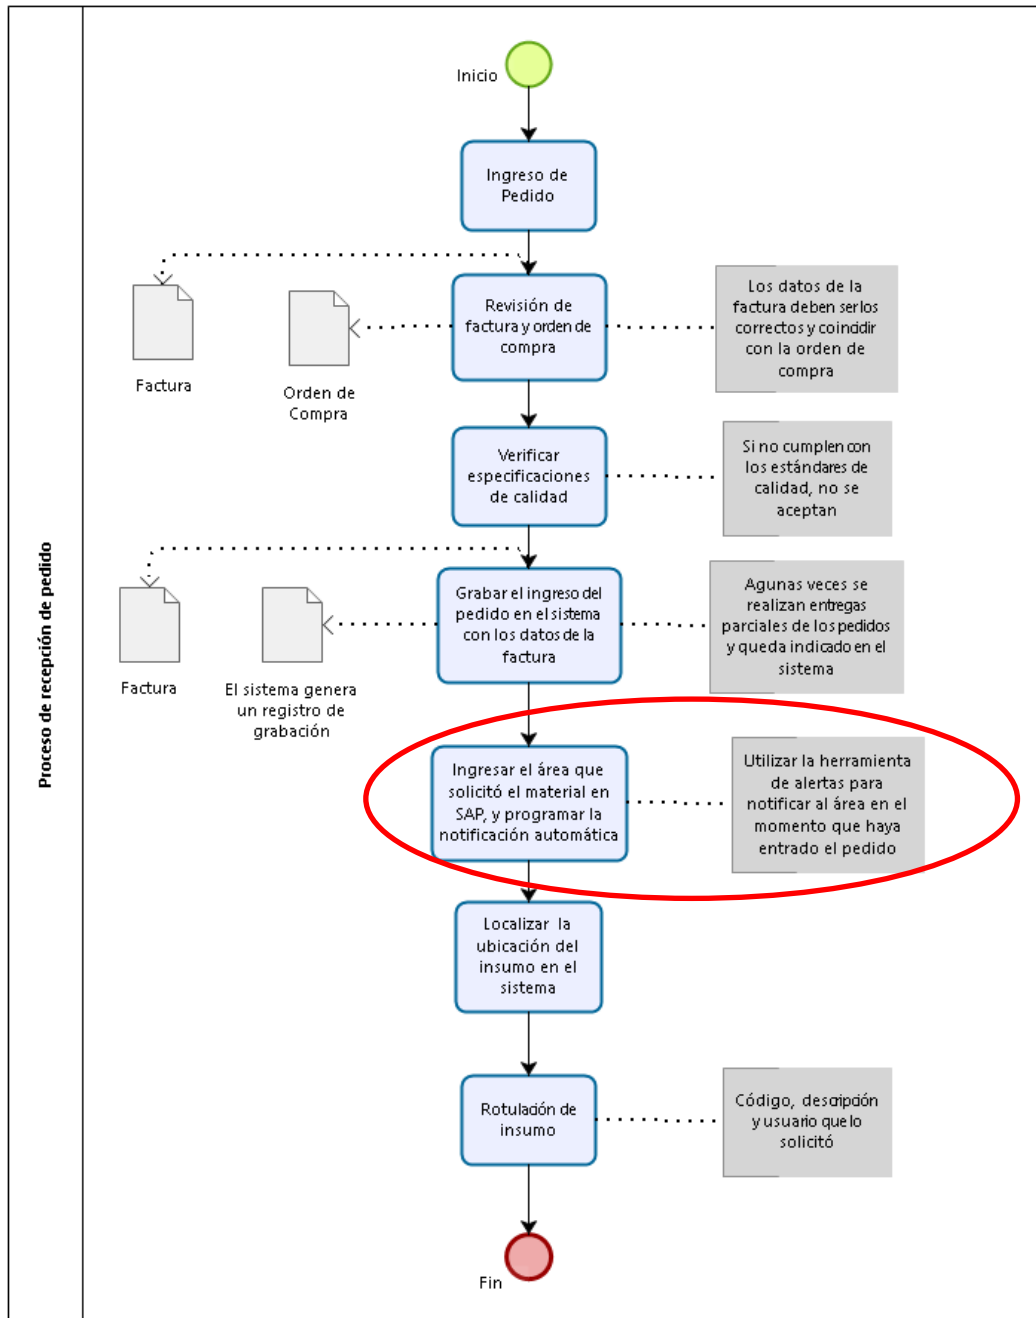 Proceso de recepción de pedido
Inicio
Ingreso de
Pedido
Revisión de
factura y orden de
compra
Los datos de la
factura deben ser los
correctos y coincidir
con la orden de
compra
Factura
Orden de
Compra
Verificar
especificaciones
de calidad
Si no cumplen con
los estándares de
calidad, no se
aceptan
Grabar el ingreso del
pedido en el sistema
con los datos de la
factura
Agunas veces se
realizan entregas
parciales de los pedidos
y queda indicado en el
sistema
Factura
El sistema genera
un registro de
grabación
Ingresar el área que
solicitó el material en
SAP, y programar la
notificación automática
Utilizar la herramienta
de alertas para
notificar al área en el
momento que haya
entrado el pedido
Localizar la
ubicación del
insumo en el
sistema
Rotulación de
insumo
Código, descripción
y usuario que lo
solicitó
Fin